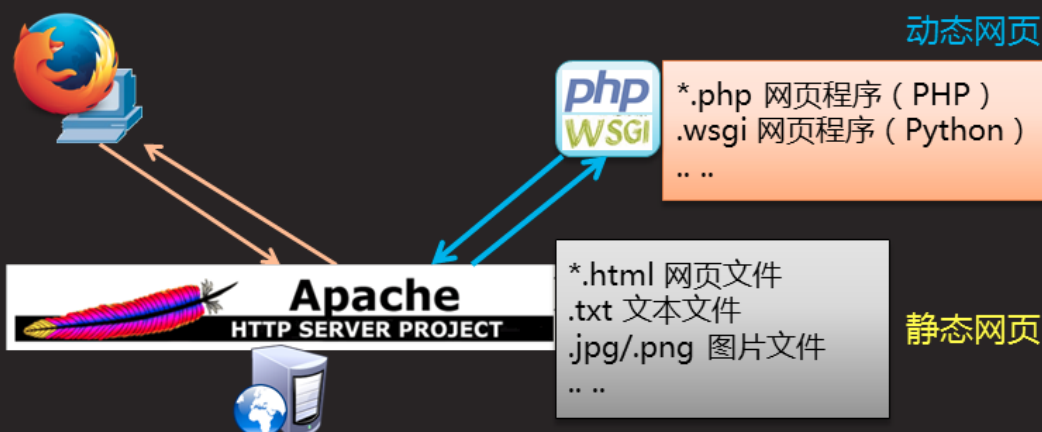 动态网页
php
WSGI
*.php 网页程序（PHP）
.wsgi 网页程序（Python）
.. ..
Apache
HTTP SERVER PROJECT
*.html 网页文件
.txt 文本文件
.jpg/.png 图片文件
.. ..
静态网页